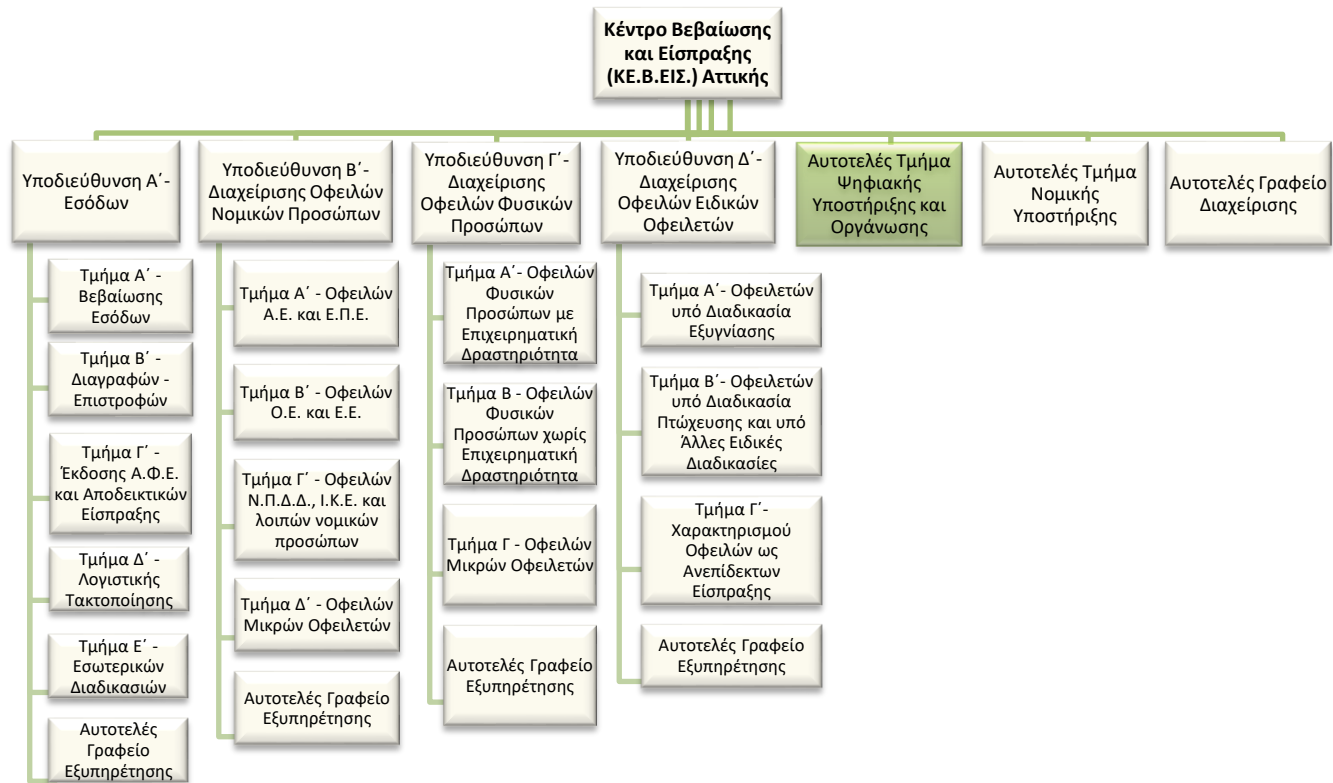 Κέντρο Βεβαίωσης
και Είσπραξης
(ΚΕ.Β.ΕΙΣ.) Αττικής
Υποδιεύθυνση Α΄-
Εσόδων
Τμήμα Α΄ -
Βεβαίωσης
Εσόδων
Τμήμα Β΄ -
Διαγραφών -
Επιστροφών
Τμήμα Γ΄ -
Έκδοσης Α.Φ.Ε.
και Αποδεικτικών
Είσπραξης
Τμήμα Δ΄ -
Λογιστικής
Τακτοποίησης
Τμήμα Ε΄ -
Εσωτερικών
Διαδικασιών
Αυτοτελές
Γραφείο
Εξυπηρέτησης
Υποδιεύθυνση Β΄-
Διαχείρισης Οφειλών
Νομικών Προσώπων
Τμήμα Α΄ - Οφειλών
Α.Ε. και Ε.Π.Ε.
Τμήμα Β΄ - Οφειλών
Ο.Ε. και Ε.Ε.
Τμήμα Γ΄ - Οφειλών
Ν.Π.Δ.Δ., Ι.Κ.Ε. και
λοιπών νομικών
προσώπων
Τμήμα Δ΄ - Οφειλών
Μικρών Οφειλετών
Αυτοτελές Γραφείο
Εξυπηρέτησης
Υποδιεύθυνση Γ΄-
Διαχείρισης
Οφειλών Φυσικών
Προσώπων
Τμήμα Α΄- Οφειλών
Φυσικών
Προσώπων με
Επιχειρηματική
Δραστηριότητα
Τμήμα Β - Οφειλών
Φυσικών
Προσώπων χωρίς
Επιχειρηματική
Δραστηριότητα
Τμήμα Γ - Οφειλών
Μικρών Οφειλετών
Αυτοτελές Γραφείο
Εξυπηρέτησης
Υποδιεύθυνση Δ΄-
Διαχείρισης
Οφειλών Ειδικών
Οφειλετών
Τμήμα Α΄- Οφειλετών
υπό Διαδικασία
Εξυγνίασης
Τμήμα Β΄- Οφειλετών
υπό Διαδικασία
Πτώχευσης και υπό
Άλλες Ειδικές
Διαδικασίες
Τμήμα Γ΄-
Χαρακτηρισμού
Οφειλών ως
Ανεπίδεκτων
Είσπραξης
Αυτοτελές Γραφείο
Εξυπηρέτησης
Αυτοτελές Τμήμα
Ψηφιακής
Υποστήριξης και
Οργάνωσης
Αυτοτελές Τμήμα
Νομικής
Υποστήριξης
Αυτοτελές Γραφείο
Διαχείρισης